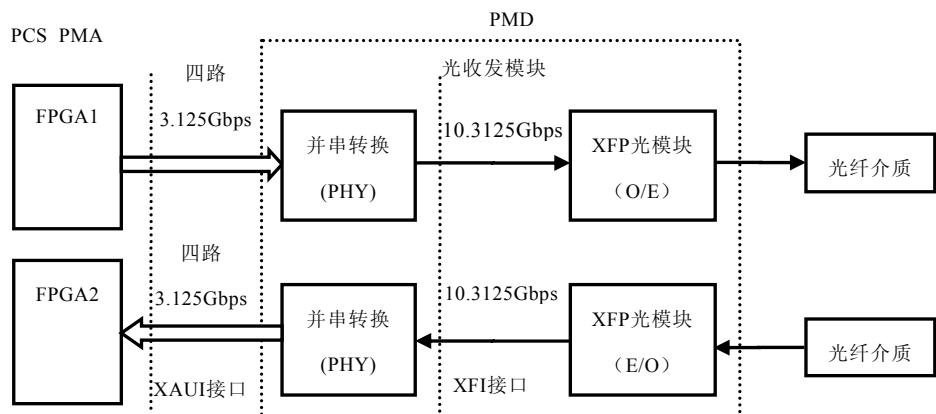 PMD
PCS PMA
四路
光收发模块
FPGA1
3.125Gbps
并串转换
(PHY)
10.3125Gbps
XFP光模块
（O/E）
光纤介质
四路
FPGA2
3.125Gbps
并串转换
(PHY)
10.3125Gbps
XFP光模块
（E/O）
光纤介质
XAUI接口
XFI接口